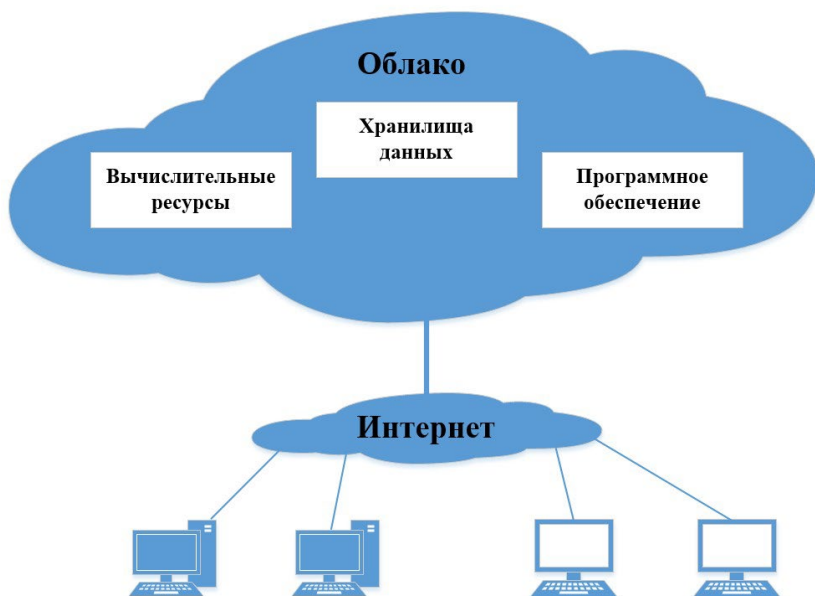 Облако
Хранилища
данных
Вычислительные
ресурсы
Программное
обеспечение
Интернет